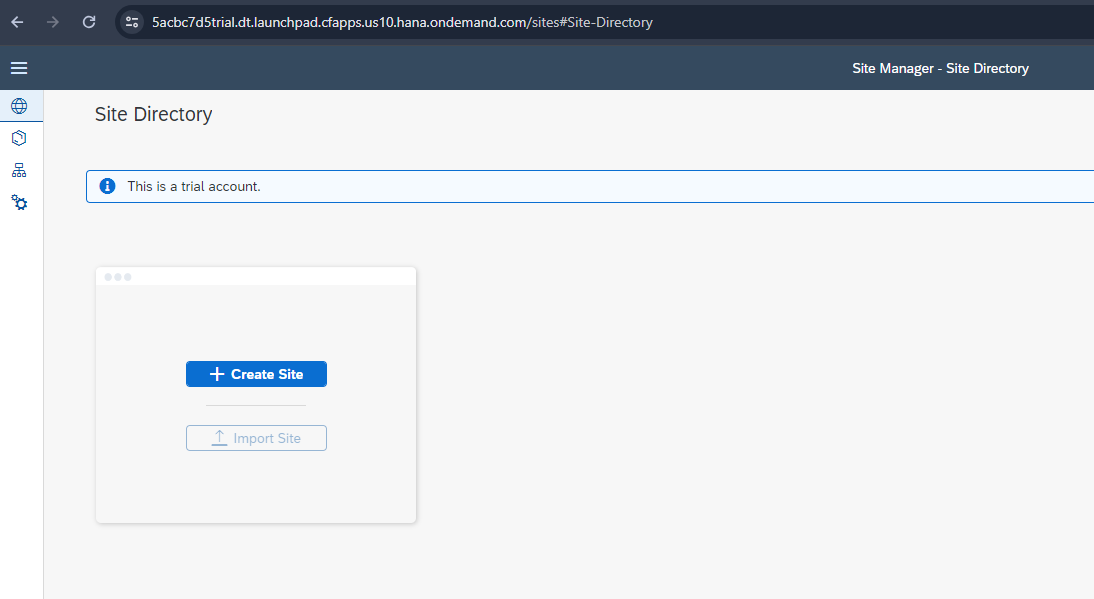 5acbc7d5trial.dt.launchpad.cfapps.us10.hana.ondemand.com/sites#Site-Directory
Site Manager - Site Directory
Site Directory
This is a trial account.
Create Site
Import Site